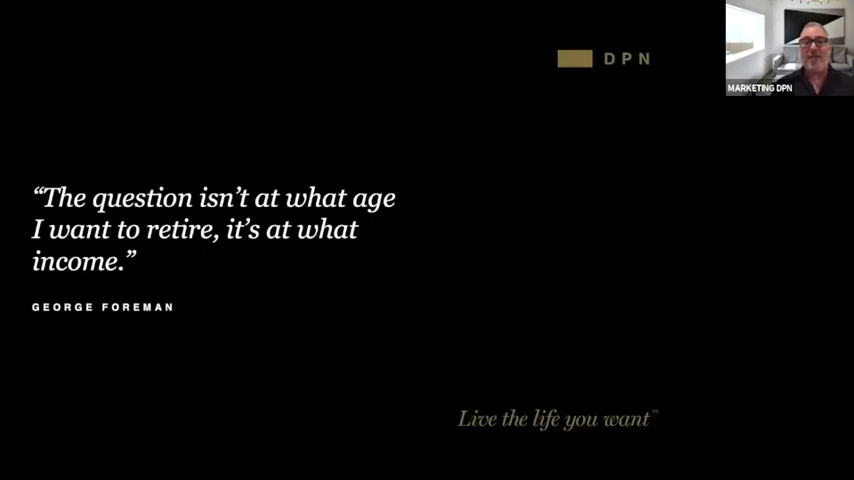 DPN
MARKETING DPN
“The question isn’t at what age
I want to retire, it’s at what
income.”
GEORGE FOREMAN
Live the life you want™